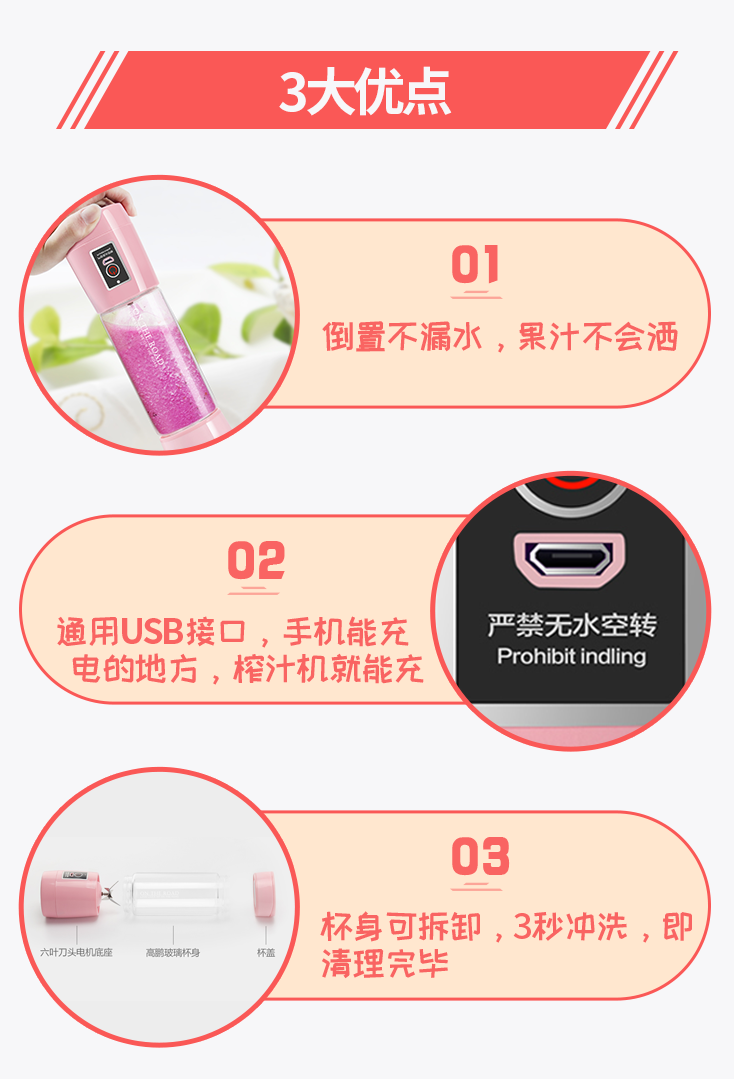 3大优点
01
倒置不漏水，果汁不会洒
THE ROAD
02
通用USB接口，手机能充
电的地方，榨汁机就能充
严禁无水空转
Prohibit indling
03
杯身可拆卸，3秒冲洗，即
清理完毕
六叶刀头电机底座
高鹏玻璃杯身
杯盖